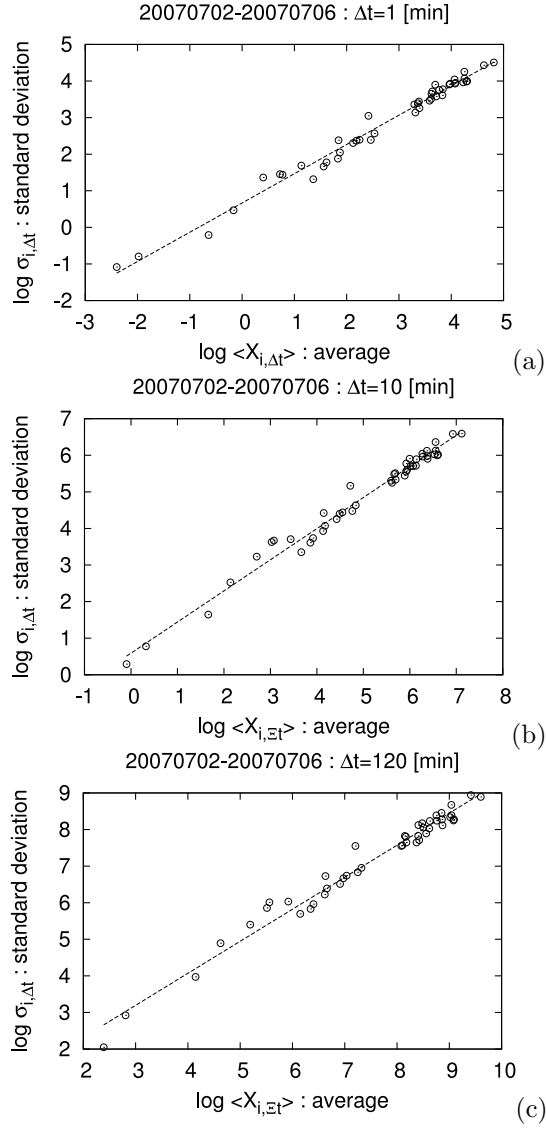 20070702-20070706 : Δt=1 [min]
log σi,Δt : standard deviation
5
4
3
2
1
0
-1
-2
-3 -2 -1 0 1 2 3 4 5
log <Xi,Δt> : average
(a)
20070702-20070706 : Δt=10 [min]
log σi,Δt : standard deviation
7
6
5
4
3
2
1
0
-1 0 1 2 3 4 5 6 7 8
log <Xi,Ξt> : average
(b)
20070702-20070706 : Δt=120 [min]
log σi,Δt : standard deviation
9
8
7
6
5
4
3
2
2 3 4 5 6 7 8 9 10
log <Xi,Ξt> : average
(c)